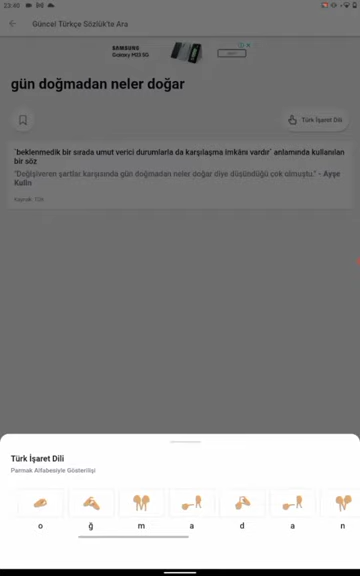 23:40
Güncel Türkçe Sözlük'te Ara
SAMSUNG
Galaxy M23 5G
gün doğmadan neler doğar
Türk İşaret Dili
`beklenmedik bir sırada umut verici durumlarla da karşılaşma imkânı vardır` anlamında kullanılan
bir söz
"Değişiveren şartlar karşısında gün doğmadan neler doğar diye düşündüğü çok olmuştu." - Ayşe
Kulin
Kaynak:
Türk İşaret Dili
Parmak Alfabesiyle Gösterilişi
o ğ m a d a n